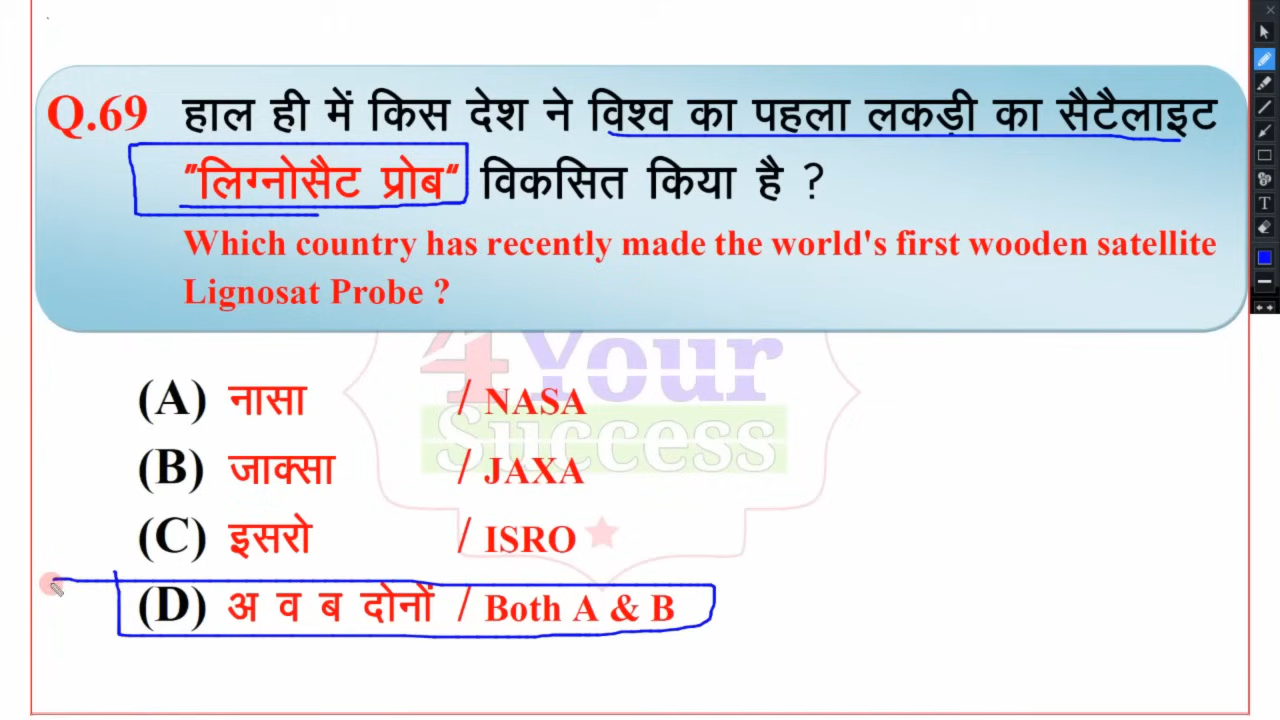 Q.69 हाल ही में किस देश ने विश्व का पहला लकड़ी का सैटैलाइट
"लिग्नोसैट प्रोब" विकसित किया है ?
Which country has recently made the world's first wooden satellite
Lignosat Probe ?
4 Your
Success
(A) नासा / NASA
(B) जाक्सा / JAXA
(C) इसरो / ISRO
(D) अ व ब दोनों / Both A & B